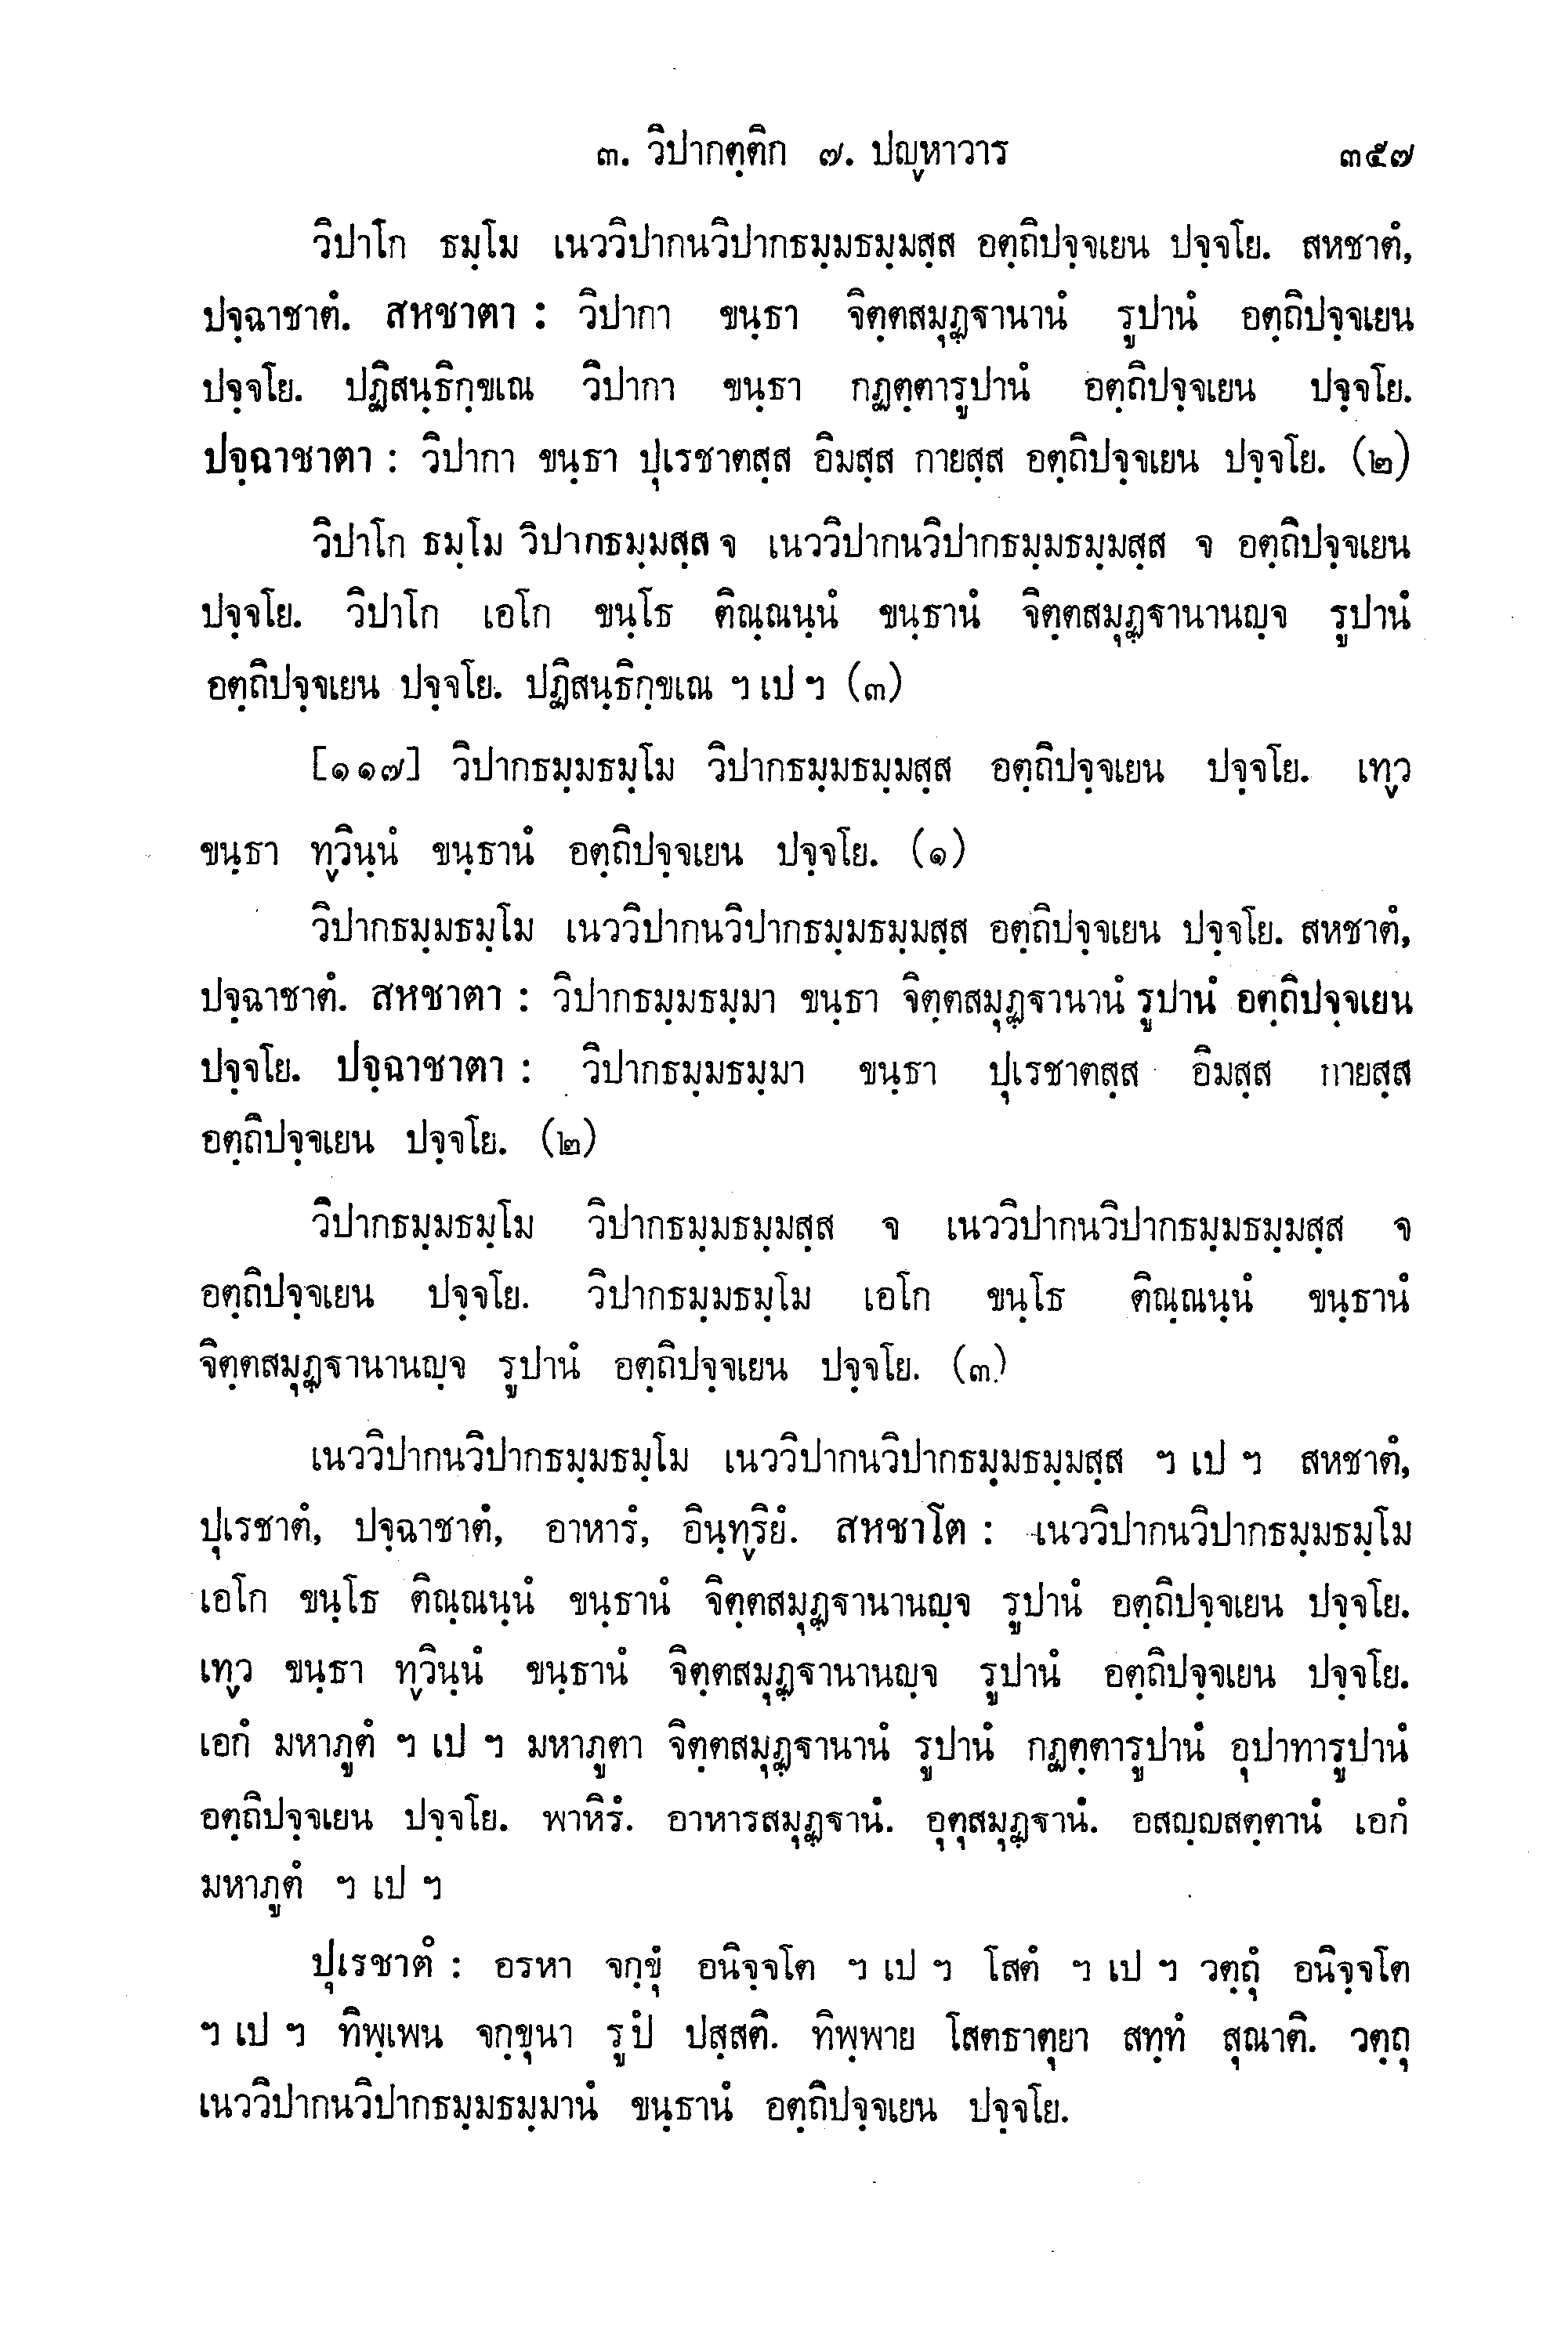 ๓. วิปากตฺติก ๗. ปญฺหาวาร ๓๕๗
วิปาโก ธมฺโม เนววิปากนวิปากธมฺมธมฺมสฺส อตฺถิปจฺจเยน ปจฺจโย. สหชาตํ,
ปจฺฉาชาตํ. สหชาตา : วิปากา ขนฺธา จิตฺตสมุฏฺฐานานํ รูปานํ อตฺถิปจฺจเยน
ปจฺจโย. ปฏิสนฺธิกฺขเณ วิปากา ขนฺธา กฏตฺตารูปานํ อตฺถิปจฺจเยน ปจฺจโย.
ปจฺฉาชาตา : วิปากา ขนฺธา ปุเรชาตสฺส อิมสฺส กายสฺส อตฺถิปจฺจเยน ปจฺจโย. (๒)
วิปาโก ธมฺโม วิปากธมฺมสฺส จ เนววิปากนวิปากธมฺมธมฺมสฺส จ อตฺถิปจฺจเยน
ปจฺจโย. วิปาโก เอโก ขนฺโธ ติณฺณนฺนํ ขนฺธานํ จิตฺตสมุฏฺฐานานญฺจ รูปานํ
อตฺถิปจฺจเยน ปจฺจโย. ปฏิสนฺธิกฺขเณ ฯ เป ฯ (๓)
[๑๑๗] วิปากธมฺมธมฺโม วิปากธมฺมธมฺมสฺส อตฺถิปจฺจเยน ปจฺจโย. เทฺว
ขนฺธา ทฺวินฺนํ ขนฺธานํ อตฺถิปจฺจเยน ปจฺจโย. (๑)
วิปากธมฺมธมฺโม เนววิปากนวิปากธมฺมธมฺมสฺส อตฺถิปจฺจเยน ปจฺจโย. สหชาตํ,
ปจฺฉาชาตํ. สหชาตา : วิปากธมฺมธมฺมา ขนฺธา จิตฺตสมุฏฺฐานานํ รูปานํ อตฺถิปจฺจเยน
ปจฺจโย. ปจฺฉาชาตา : วิปากธมฺมธมฺมา ขนฺธา ปุเรชาตสฺส อิมสฺส กายสฺส
อตฺถิปจฺจเยน ปจฺจโย. (๒)
วิปากธมฺมธมฺโม วิปากธมฺมธมฺมสฺส จ เนววิปากนวิปากธมฺมธมฺมสฺส จ
อตฺถิปจฺจเยน ปจฺจโย. วิปากธมฺมธมฺโม เอโก ขนฺโธ ติณฺณนฺนํ ขนฺธานํ
จิตฺตสมุฏฺฐานานญฺจ รูปานํ อตฺถิปจฺจเยน ปจฺจโย. (๓)
เนววิปากนวิปากธมฺมธมฺโม เนววิปากนวิปากธมฺมธมฺมสฺส ฯ เป ฯ สหชาตํ,
ปุเรชาตํ, ปจฺฉาชาตํ, อาหารํ, อินฺทฺริยํ. สหชาโต : เนววิปากนวิปากธมฺมธมฺโม
เอโก ขนฺโธ ติณฺณนฺนํ ขนฺธานํ จิตฺตสมุฏฺฐานานญฺจ รูปานํ อตฺถิปจฺจเยน ปจฺจโย.
เทฺว ขนฺธา ทฺวินฺนํ ขนฺธานํ จิตฺตสมุฏฺฐานานญฺจ รูปานํ อตฺถิปจฺจเยน ปจฺจโย.
เอกํ มหาภูตํ ฯ เป ฯ มหาภูตา จิตฺตสมุฏฺฐานานํ รูปานํ กฏตฺตารูปานํ อุปาทารูปานํ
อตฺถิปจฺจเยน ปจฺจโย. พาหิรํ. อาหารสมุฏฺฐานํ. อุตุสมุฏฺฐานํ. อสญฺญสตฺตานํ เอกํ
มหาภูตํ ฯ เป ฯ
ปุเรชาตํ : อรหา จกฺขุํ อนิจฺจโต ฯ เป ฯ โสตํ ฯ เป ฯ วตฺถุํ อนิจฺจโต
ฯ เป ฯ ทิพฺเพน จกฺขุนา รูปํ ปสฺสติ. ทิพฺพาย โสตธาตุยา สทฺทํ สุณาติ. วตฺถุ
เนววิปากนวิปากธมฺมธมฺมานํ ขนฺธานํ อตฺถิปจฺจเยน ปจฺจโย.